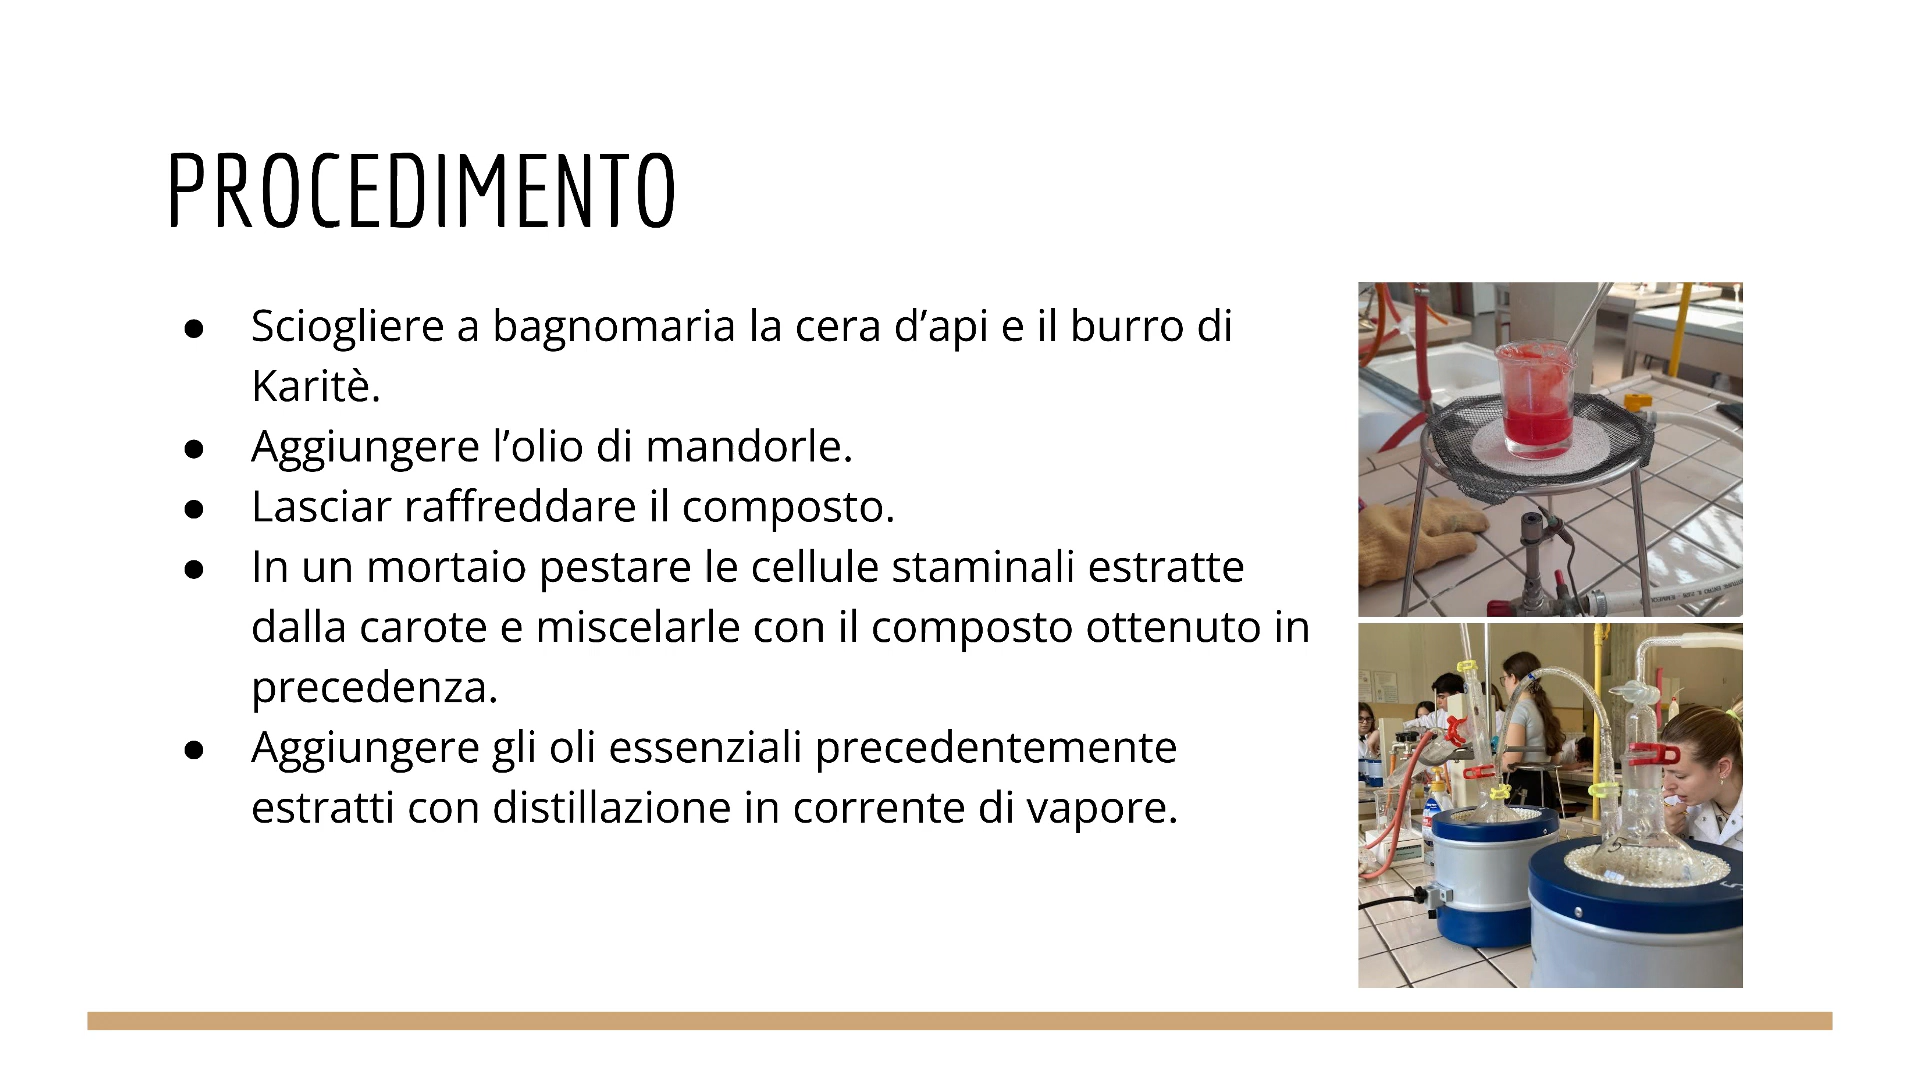 PROCEDIMENTO
● Sciogliere a bagnomaria la cera d’api e il burro di
Karitè.
● Aggiungere l’olio di mandorle.
● Lasciar raffreddare il composto.
● In un mortaio pestare le cellule staminali estratte
dalla carote e miscelarle con il composto ottenuto in
precedenza.
● Aggiungere gli oli essenziali precedentemente
estratti con distillazione in corrente di vapore.
5